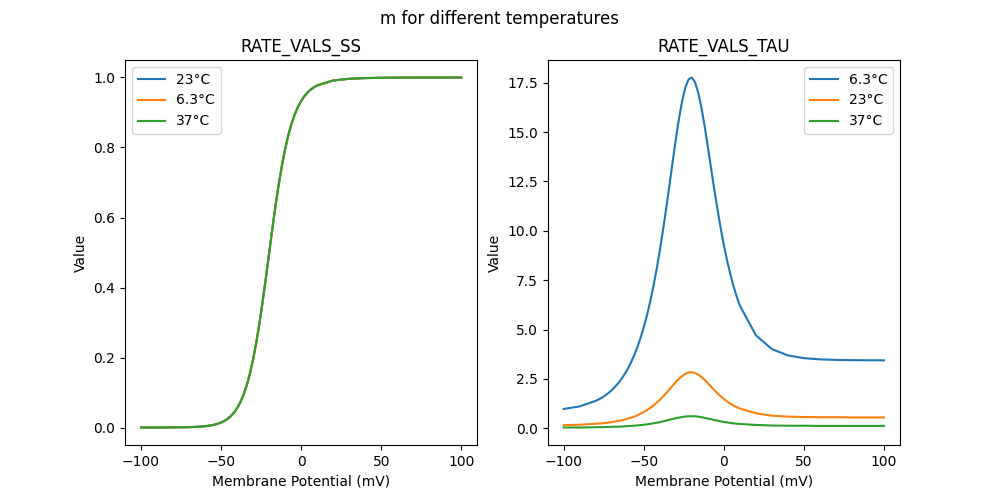 m for different temperatures
RATE_VALS_SS
23°C
6.3°C
37°C
1.0
0.8
0.6
0.4
0.2
0.0
Value
−100
−50
0
50
100
Membrane Potential (mV)
RATE_VALS_TAU
6.3°C
23°C
37°C
17.5
15.0
12.5
10.0
7.5
5.0
2.5
0.0
Value
−100
−50
0
50
100
Membrane Potential (mV)